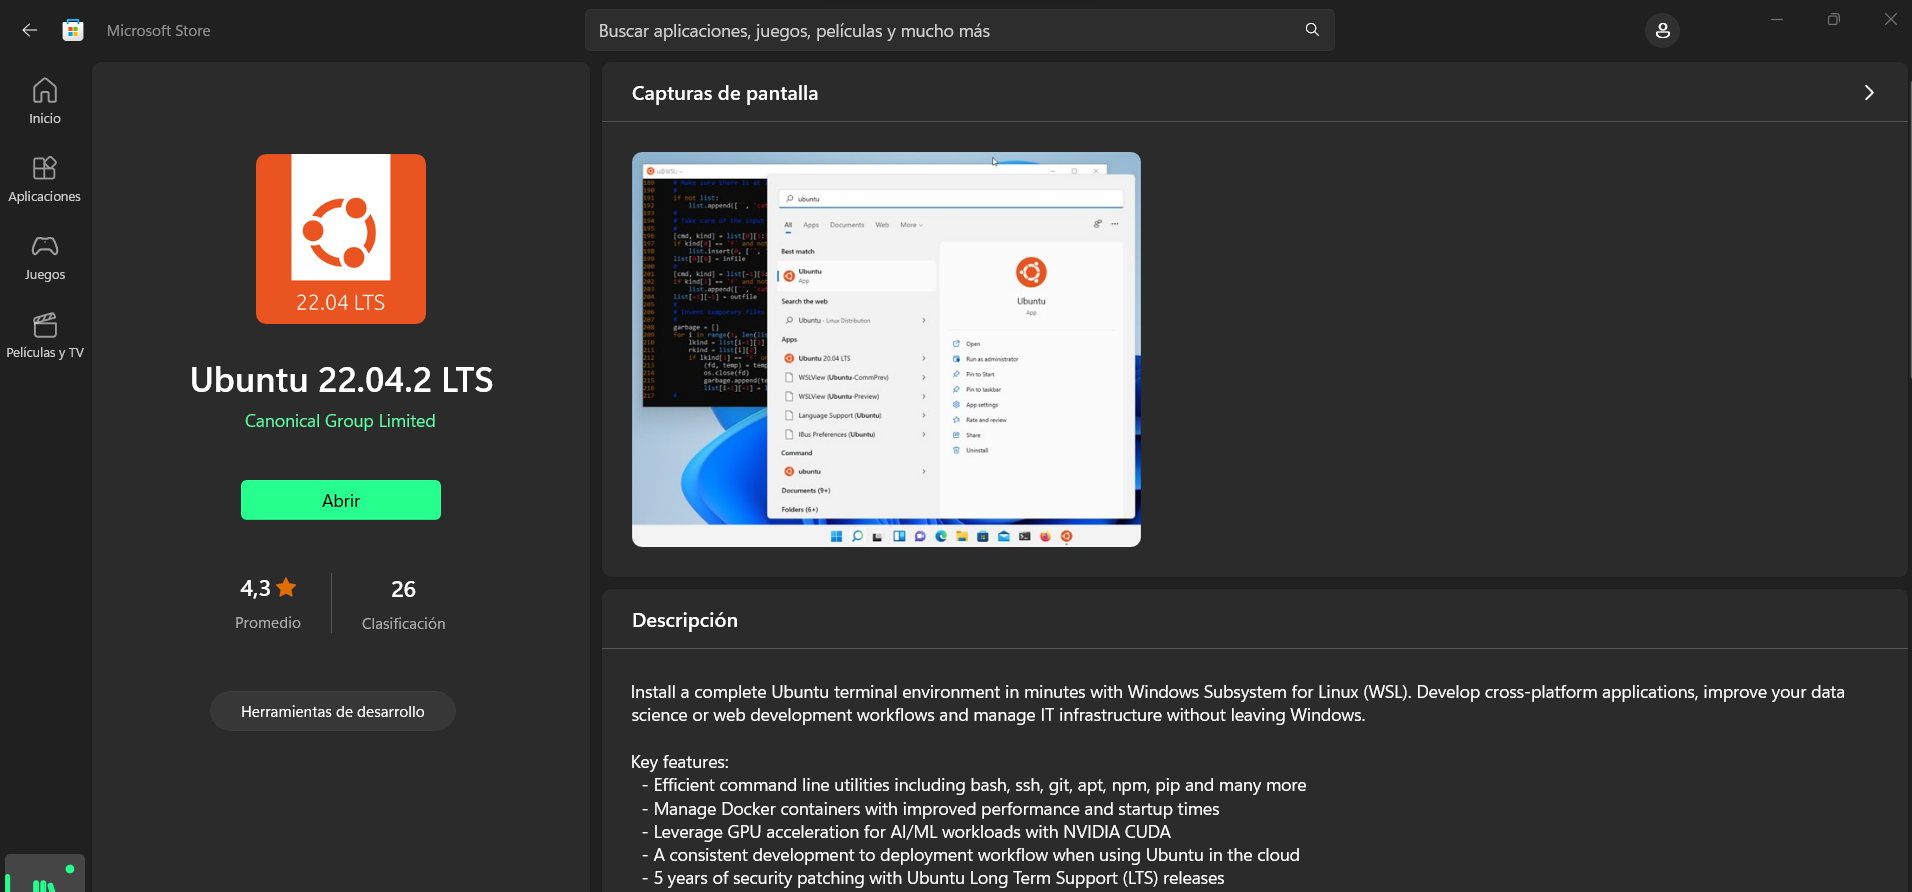 Microsoft Store
Buscar aplicaciones, juegos, películas y mucho más
Inicio
Aplicaciones
Juegos
Películas y TV
22.04 LTS
Ubuntu 22.04.2 LTS
Canonical Group Limited
Abrir
4,3
Promedio
26
Clasificación
Herramientas de desarrollo
Capturas de pantalla
ubuntu
All Apps Documents Web More
Best match
Ubuntu
App
Search the web
Ubuntu - Linux Distribution
Apps
Ubuntu 20.04 LTS
WSLView (Ubuntu-CommPrev)
WSLView (Ubuntu-Preview)
Language Support (Ubuntu)
IBus Preferences (Ubuntu)
Command
ubuntu
Documents (9+)
Folders (6+)
Ubuntu
App
Open
Run as administrator
Pin to Start
Pin to taskbar
App settings
Rate and review
Share
Uninstall
Descripción
Install a complete Ubuntu terminal environment in minutes with Windows Subsystem for Linux (WSL). Develop cross-platform applications, improve your data
science or web development workflows and manage IT infrastructure without leaving Windows.
Key features:
- Efficient command line utilities including bash, ssh, git, apt, npm, pip and many more
- Manage Docker containers with improved performance and startup times
- Leverage GPU acceleration for AI/ML workloads with NVIDIA CUDA
- A consistent development to deployment workflow when using Ubuntu in the cloud
- 5 years of security patching with Ubuntu Long Term Support (LTS) releases